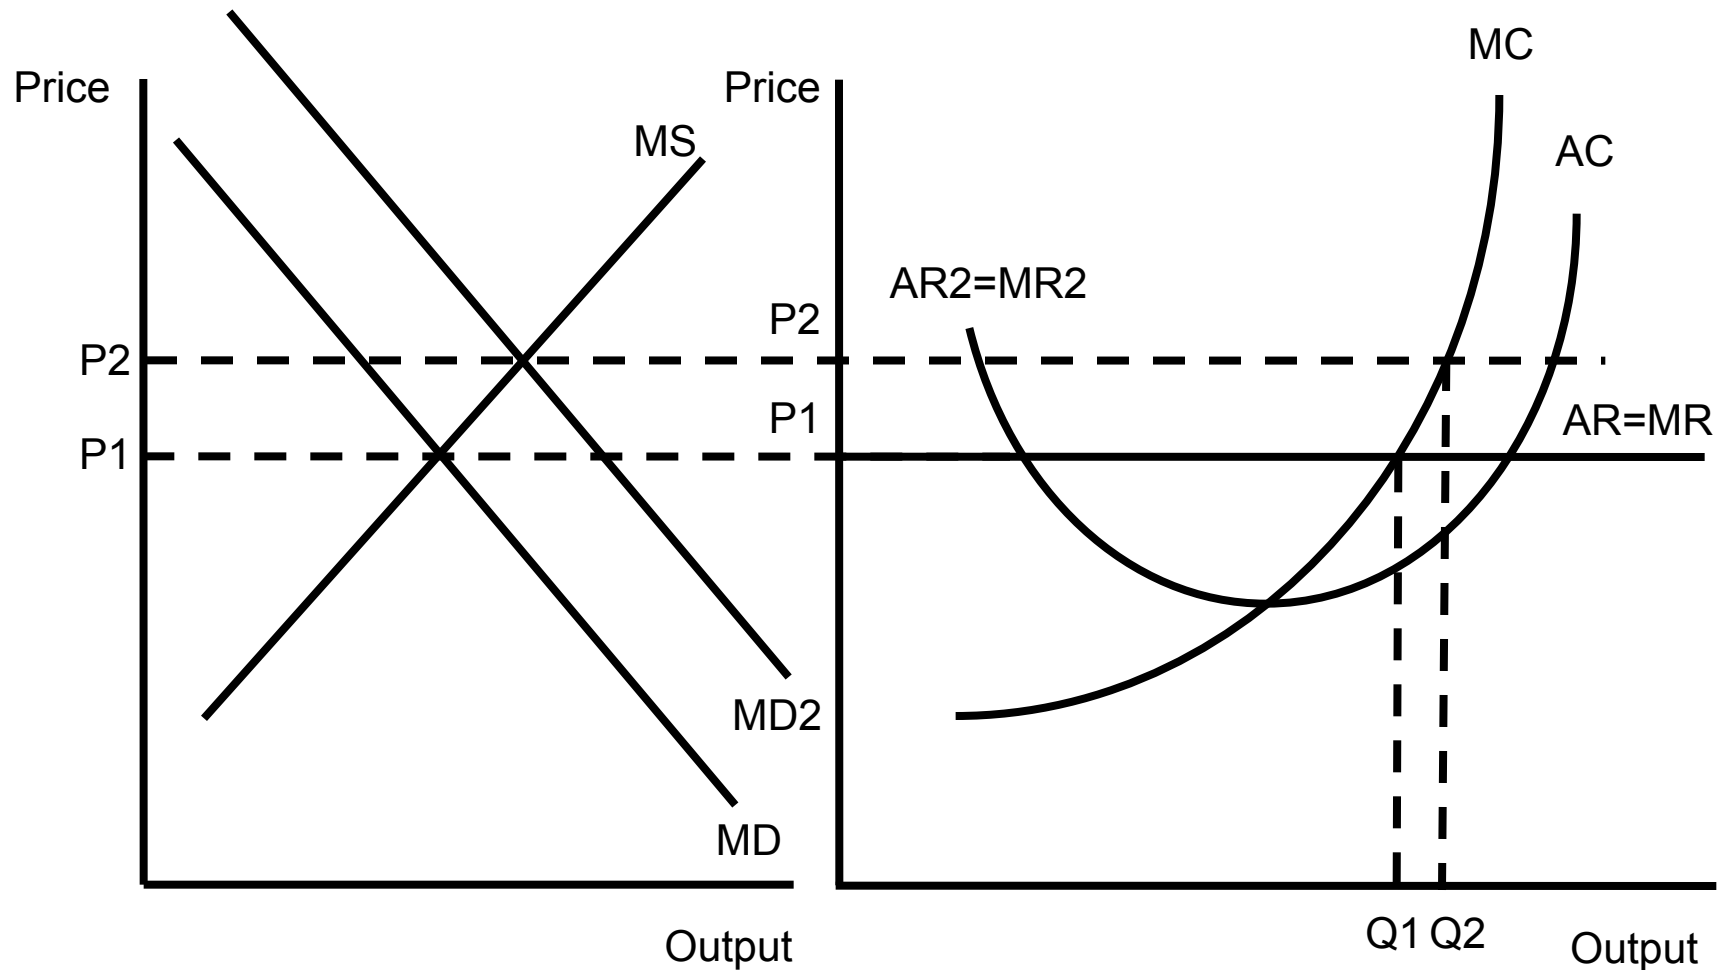 Price
MS
P2
P1
MD2
MD
Output
Price
MC
AC
AR2=MR2
P2
P1
AR=MR
Q1 Q2
Output